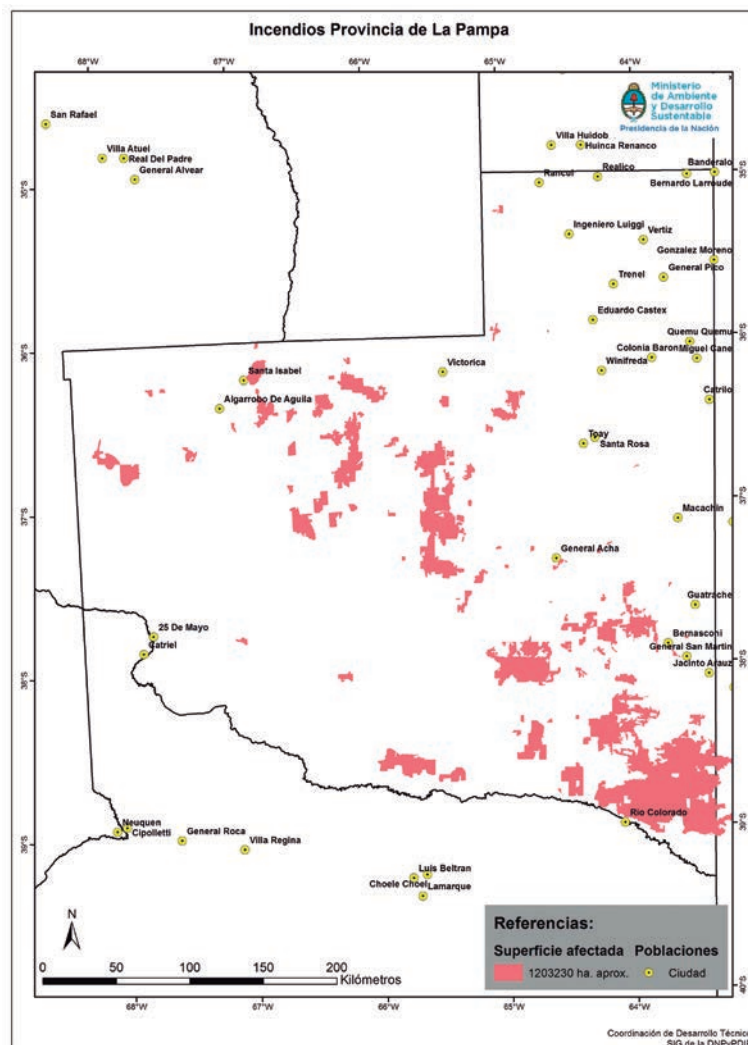 Incendios Provincia de La Pampa
68°W
67°W
66°W
65°W
64°W
Ministerio
de Ambiente
y Desarrollo
Sustentable
Presidencia de la Nación
San Rafael
Villa Huidob
Huinca Renanco
Villa Atuel
Real Del Padre
General Alvear
Rancul
Realico
Banderalo
Bernardo Larroude
35°S
35°S
Ingeniero Luiggi
Vertiz
Gonzalez Moreno
General Pico
Trenel
Eduardo Castex
36°S
36°S
Quemu Quemu
Colonia Baron
Miguel Cane
Winifreda
Victorica
Santa Isabel
Algarrobo De Aguila
Catrilo
Toay
Santa Rosa
37°S
37°S
Macachin
General Acha
Guatrache
25 De Mayo
Catriel
Bernasconi
General San Martin
Jacinto Arauz
38°S
38°S
Neuquen
Cipolletti
General Roca
Villa Regina
Rio Colorado
39°S
39°S
Luis Beltran
Choele Choel
Lamarque
N
Referencias:
Superficie afectada
Poblaciones
1203230 ha. aprox.
Ciudad
0
50
100
150
200
Kilómetros
40°S
68°W
67°W
66°W
65°W
64°W
Coordinación de Desarrollo Técnico